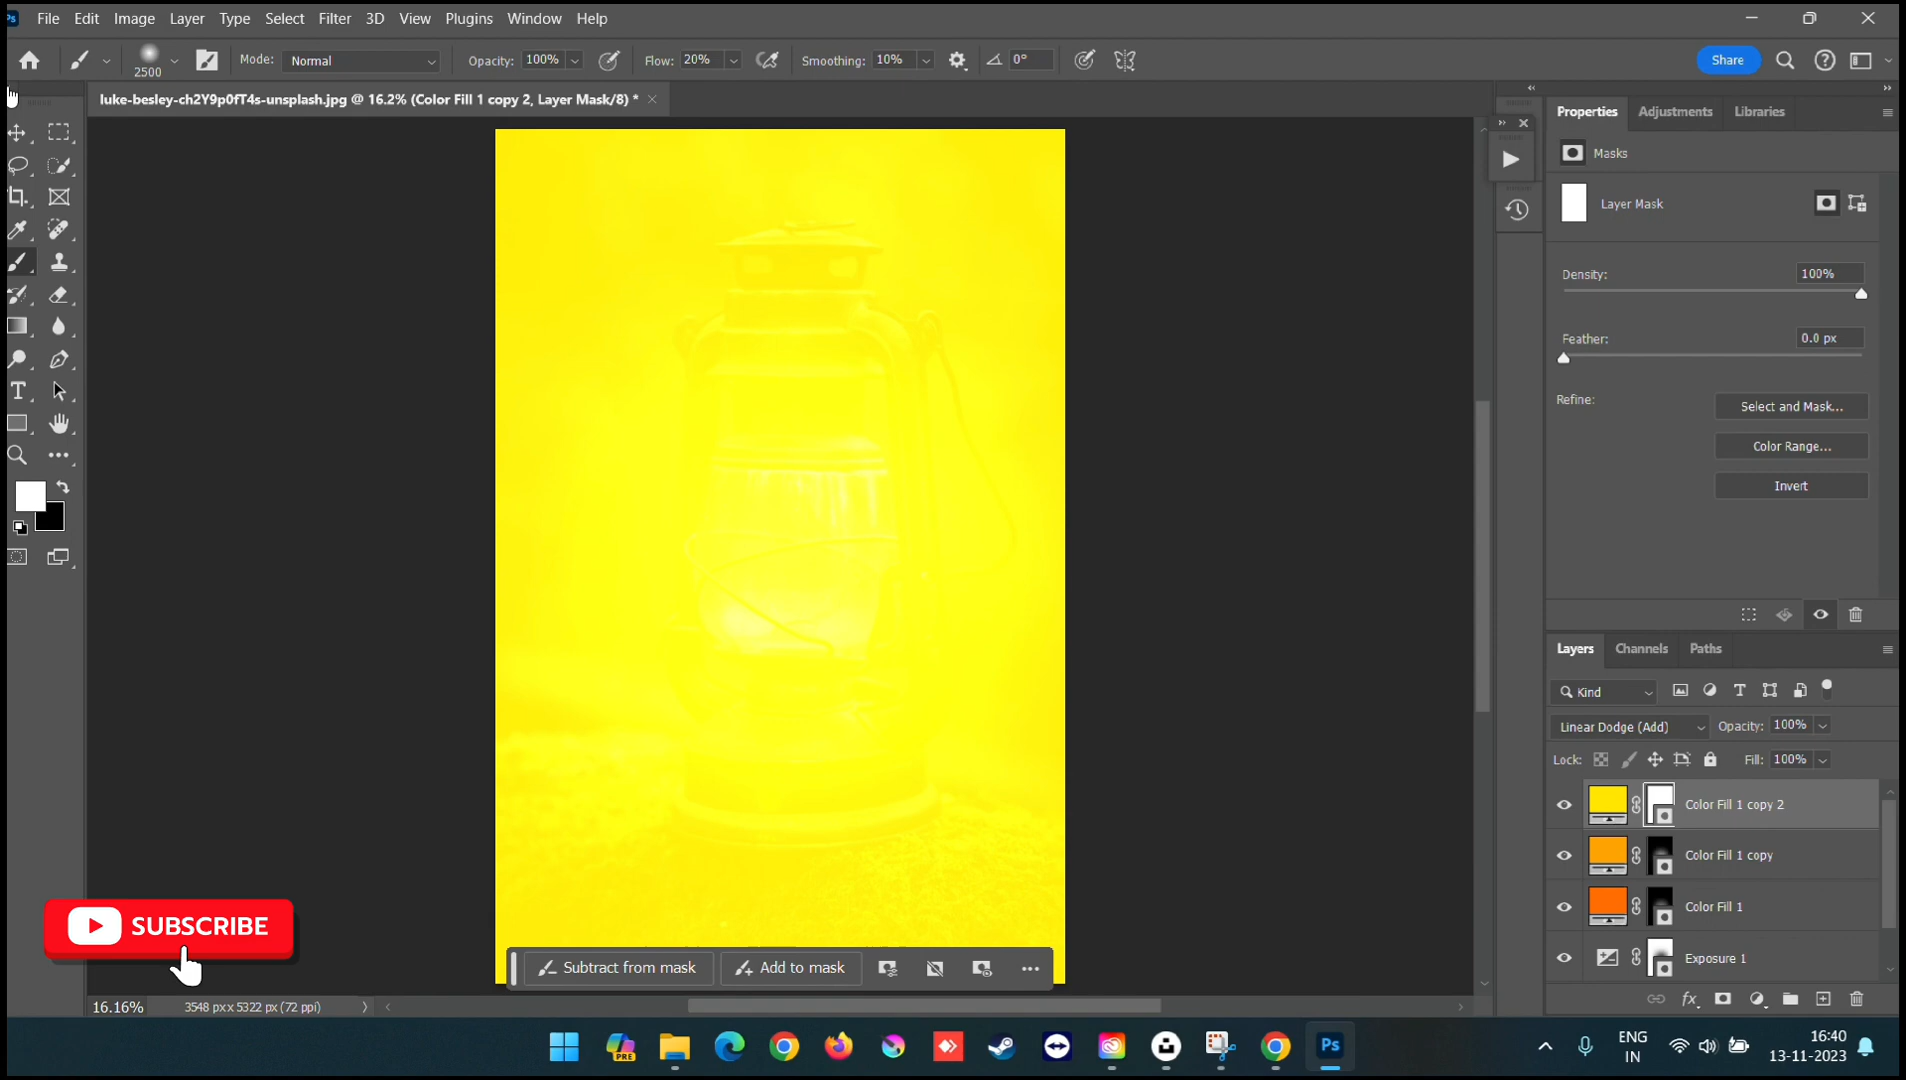 Ps File Edit Image Layer Type Select Filter 3D View Plugins Window Help
2500 Mode: Normal Opacity: 100% Flow: 20% Smoothing: 10% 0° Share
luke-besley-ch2Y9p0fT4s-unsplash.jpg @ 16.2% (Color Fill 1 copy 2, Layer Mask/8) *
Properties Adjustments Libraries
Masks
Layer Mask
Density: 100%
Feather: 0.0 px
Refine: Select and Mask...
Color Range...
Invert
Layers Channels Paths
Kind
Linear Dodge (Add) Opacity: 100%
Lock: Fill: 100%
Color Fill 1 copy 2
Color Fill 1 copy
Color Fill 1
Exposure 1
SUBSCRIBE
Subtract from mask Add to mask
16.16% 3548 px x 5322 px (72 ppi)
PRE Ps
ENG
IN
16:40
13-11-2023